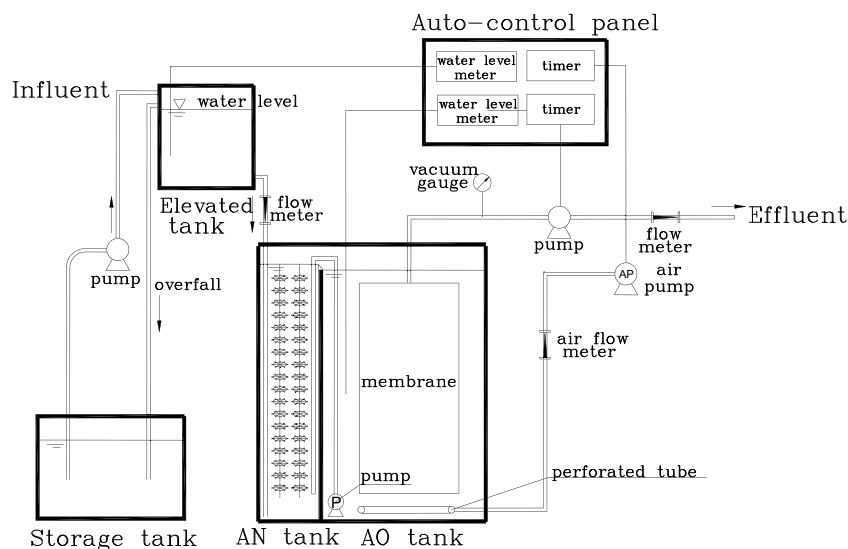 Auto-control panel
water level
meter
timer
water level
meter
timer
Influent
water level
vacuum
gauge
Elevated
tank
flow
meter
Effluent
pump
flow
meter
pump
overfall
AP
air
pump
air flow
meter
membrane
pump
P
perforated tube
Storage tank
AN tank
AO tank